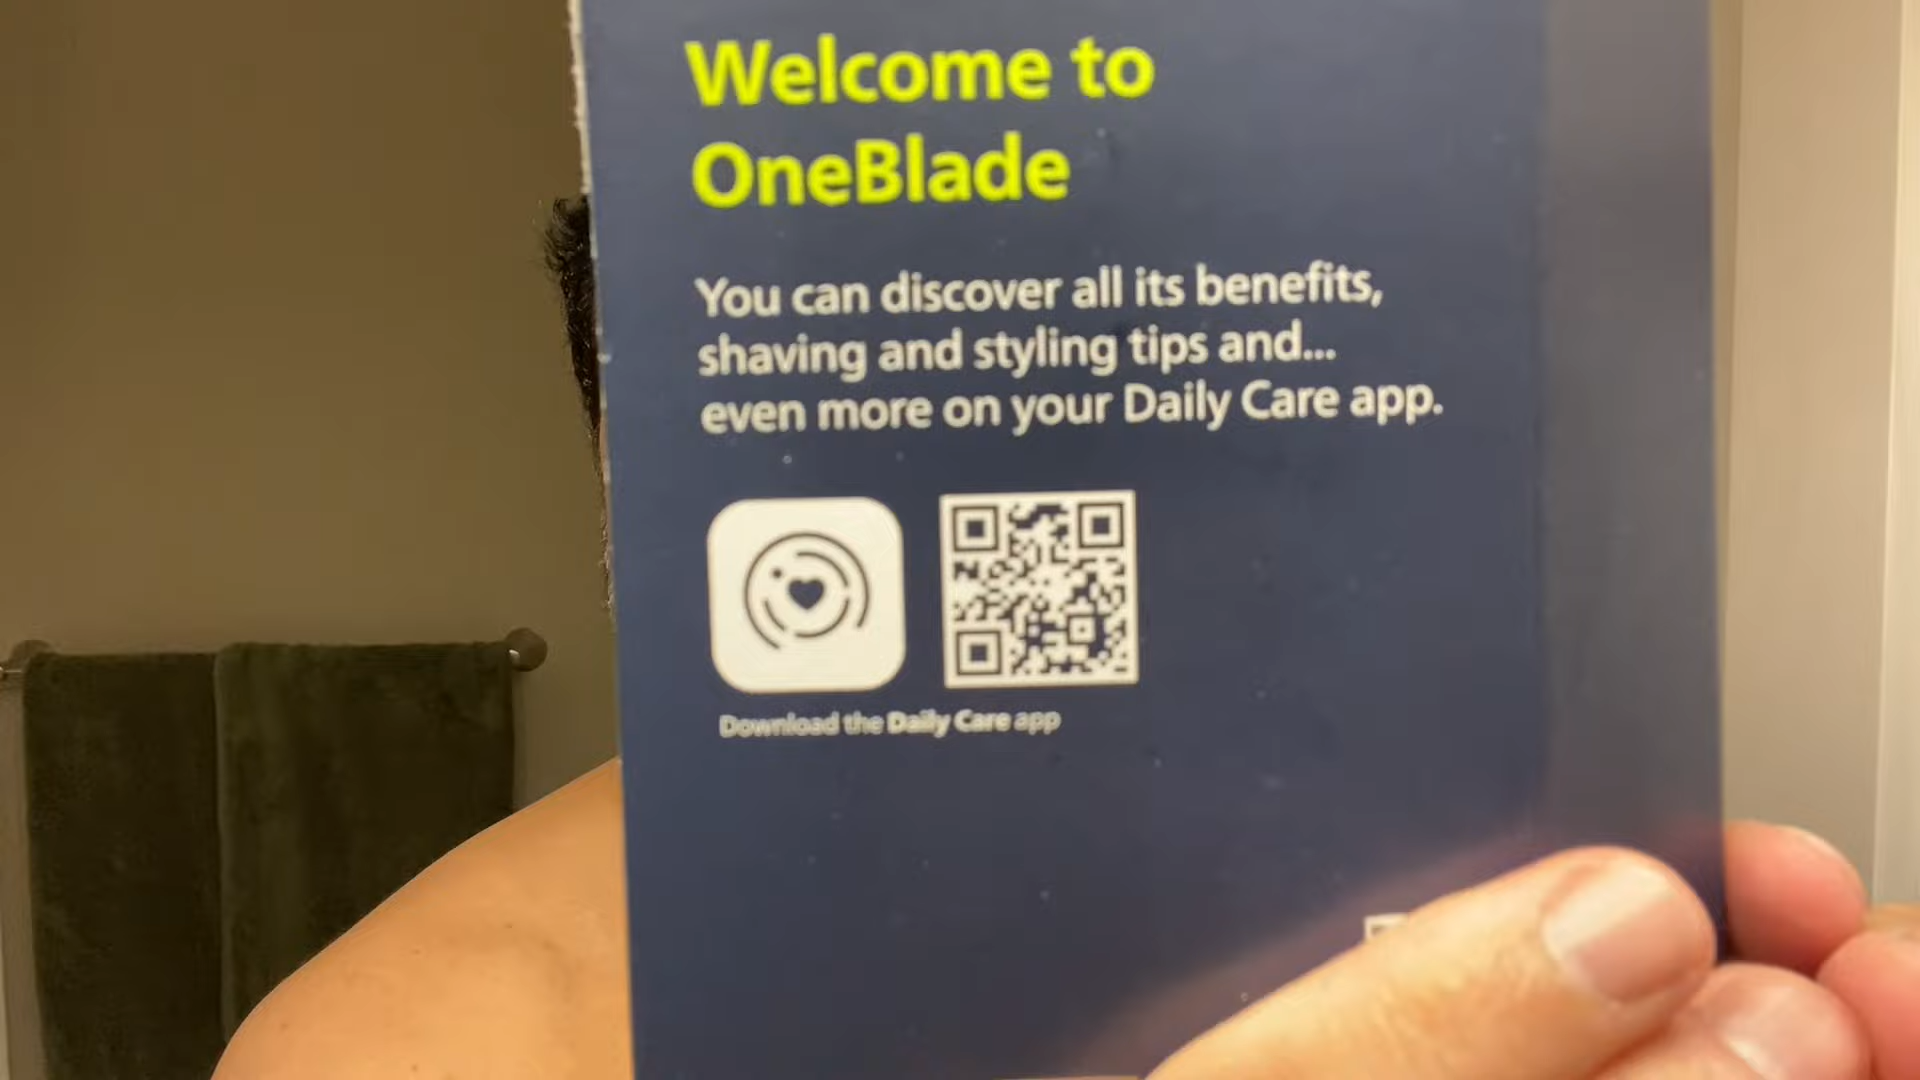 Welcome to
OneBlade
You can discover all its benefits,
shaving and styling tips and...
even more on your Daily Care app.
Download the Daily Care app